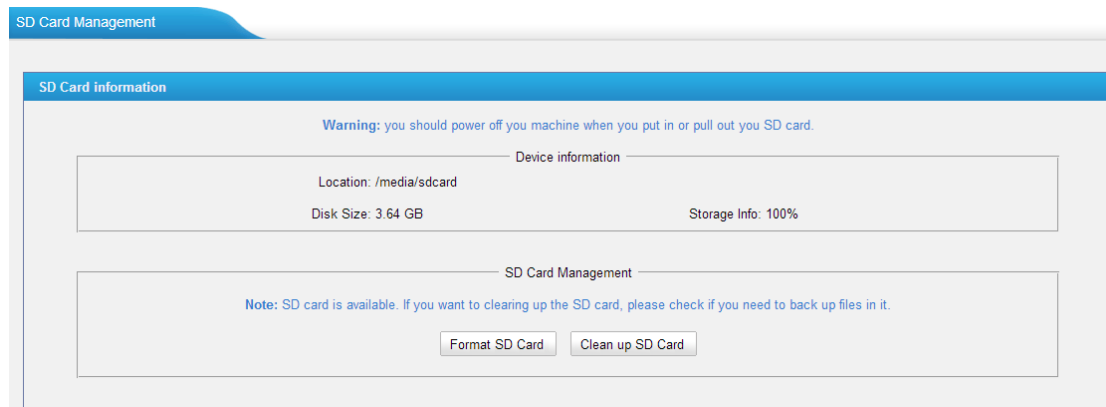 SD Card Management
SD Card information
Warning: you should power off you machine when you put in or pull out you SD card.
Device information
Location: /media/sdcard
Disk Size: 3.64 GB Storage Info: 100%
SD Card Management
Note: SD card is available. If you want to clearing up the SD card, please check if you need to back up files in it.
Format SD Card Clean up SD Card